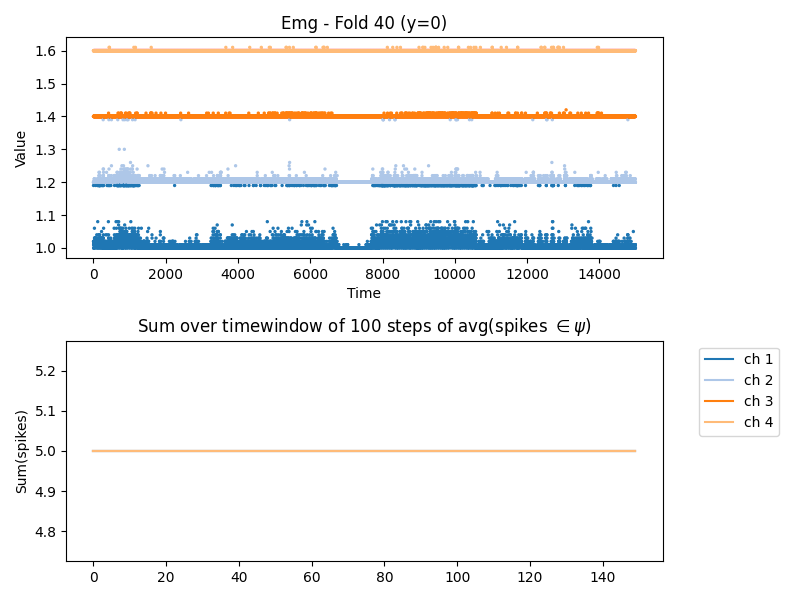 Emg - Fold 40 (y=0)
Value
1.6
1.5
1.4
1.3
1.2
1.1
1.0
0 2000 4000 6000 8000 10000 12000 14000
Time
Sum over timewindow of 100 steps of avg(spikes ∈ ψ)
Sum(spikes)
5.2
5.1
5.0
4.9
4.8
0 20 40 60 80 100 120 140
ch 1
ch 2
ch 3
ch 4